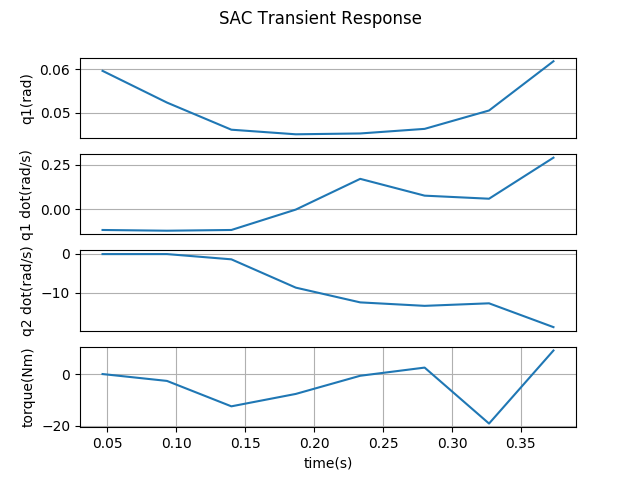 SAC Transient Response
q1(rad)
0.06
0.05
q1 dot(rad/s)
0.25
0.00
q2 dot(rad/s)
0
−10
torque(Nm)
0
−20
0.05 0.10 0.15 0.20 0.25 0.30 0.35
time(s)